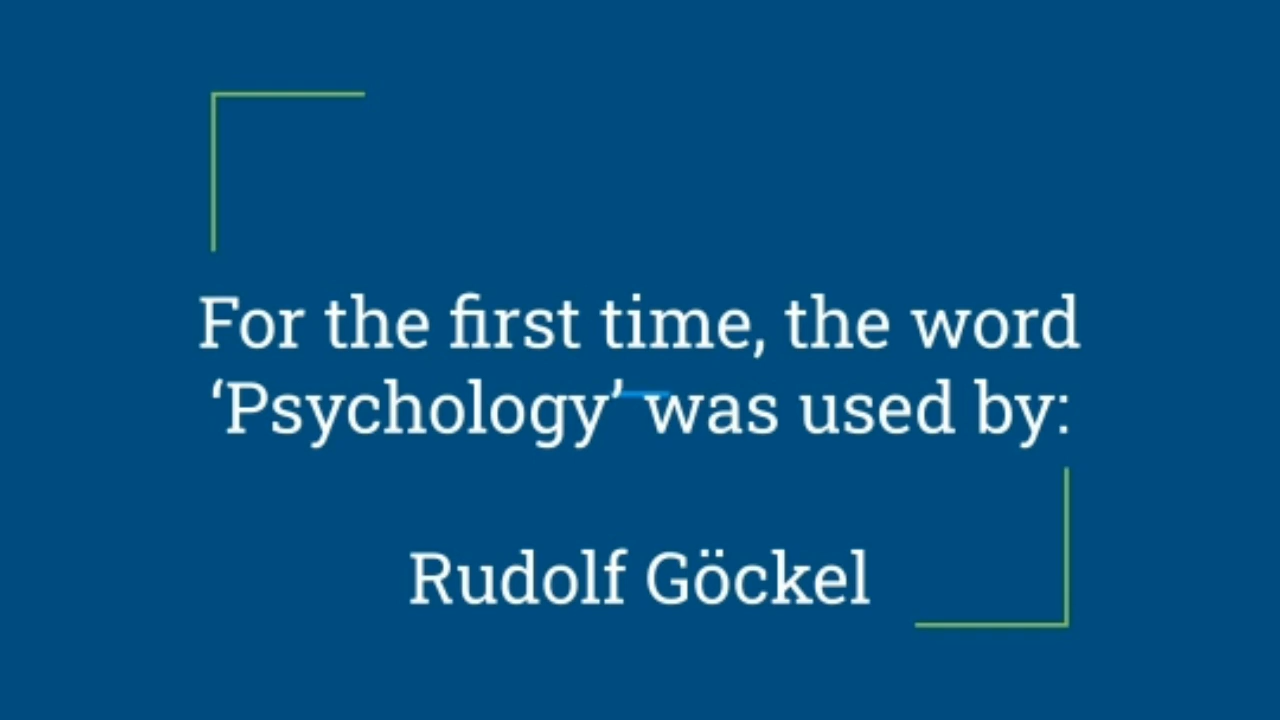 For the first time, the word
‘Psychology’ was used by:
Rudolf Göckel